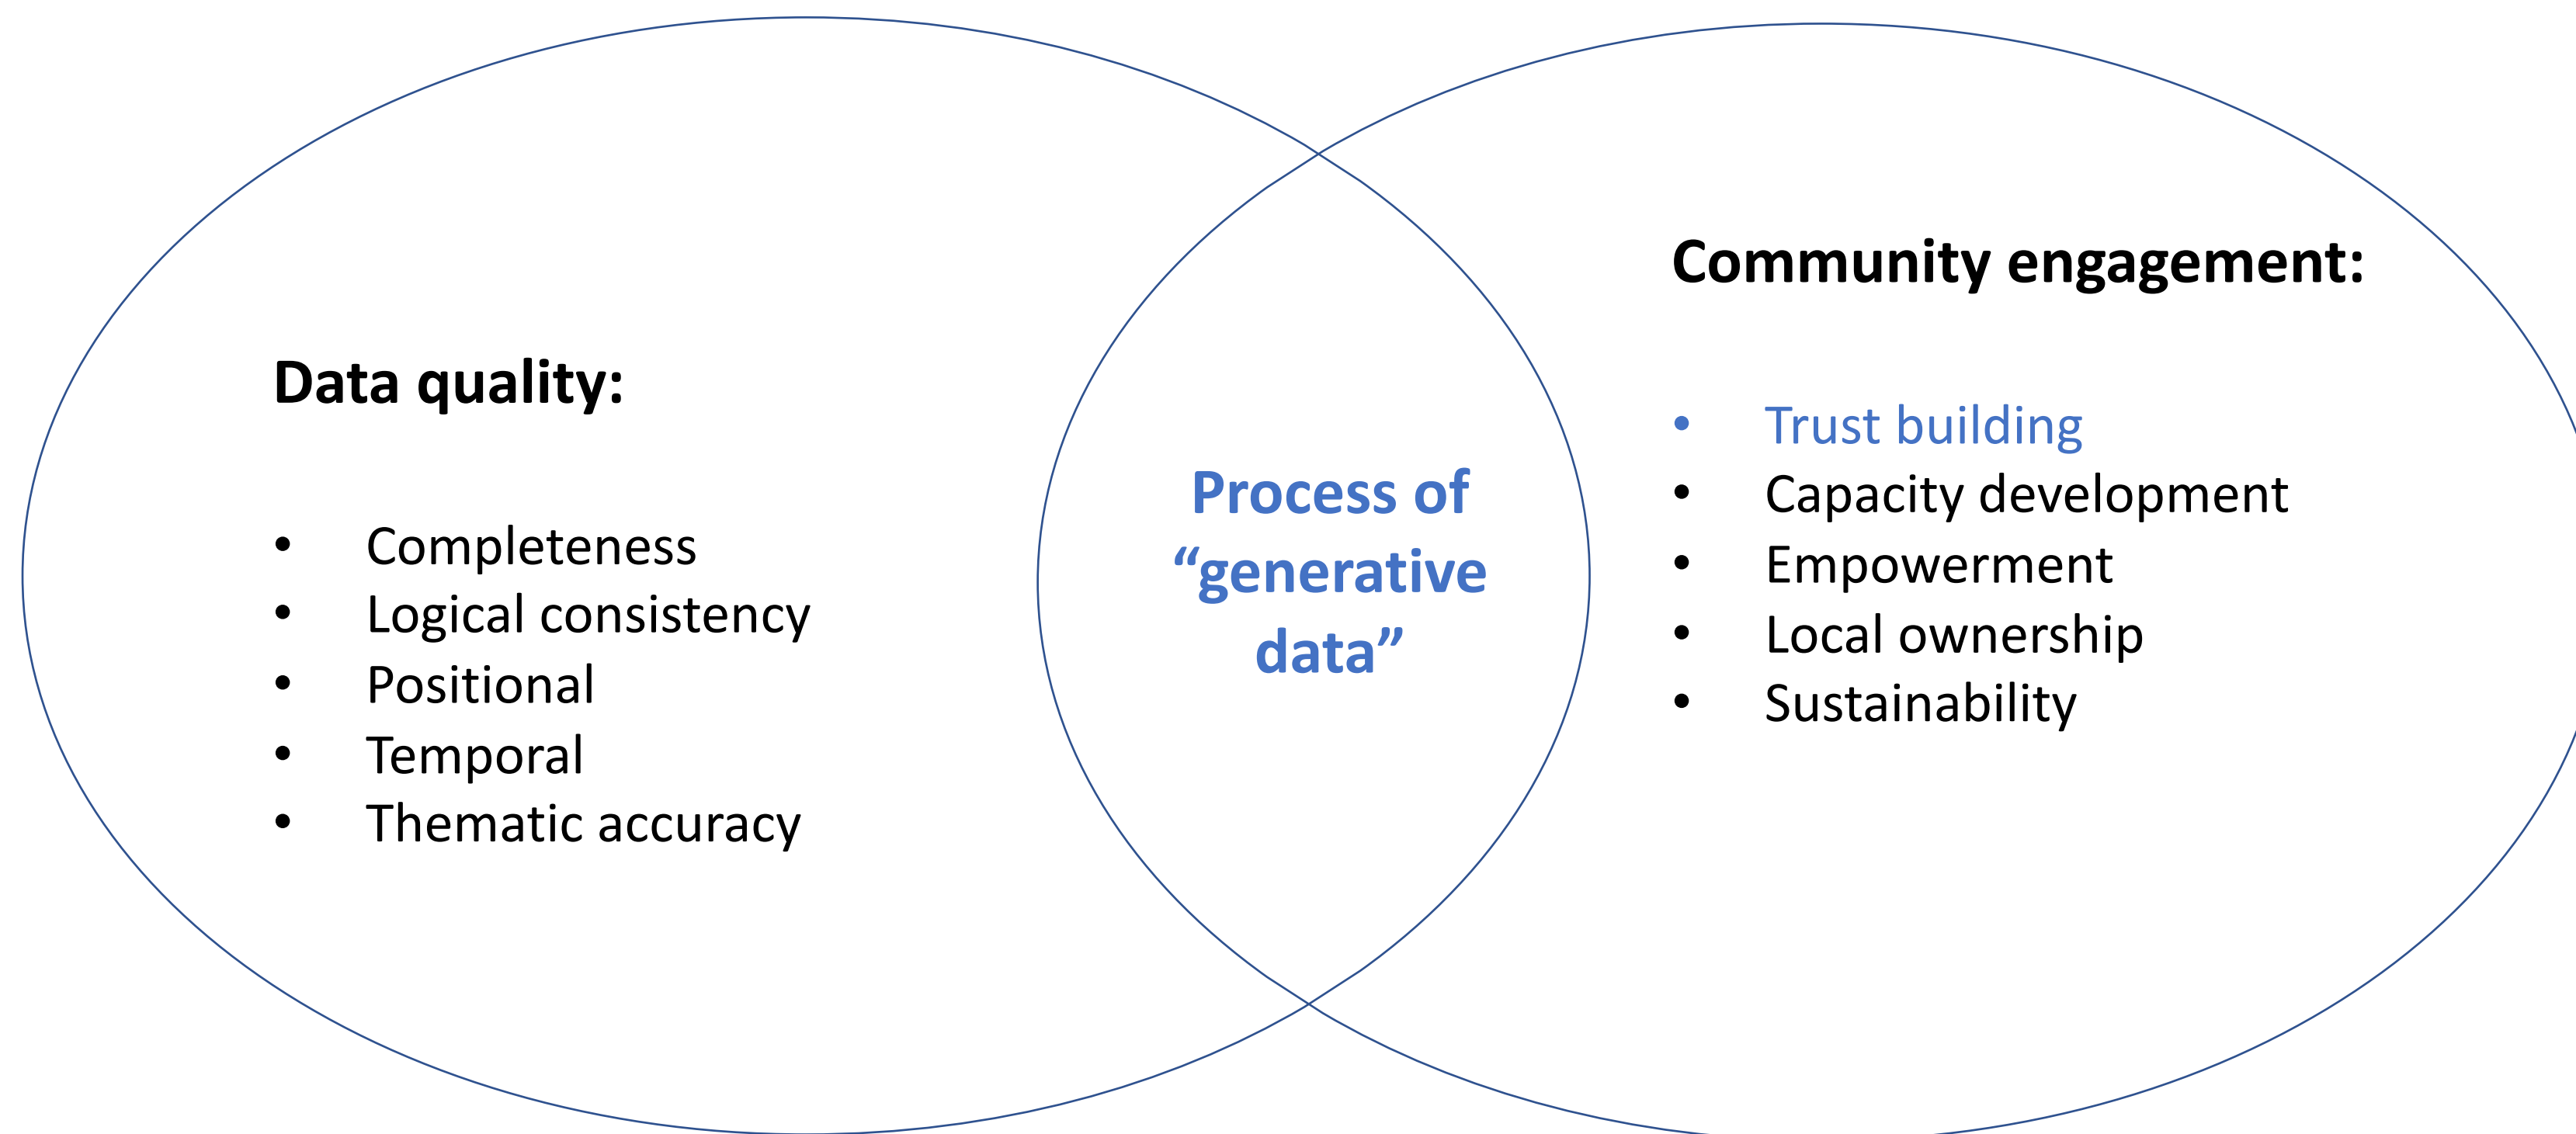 Data quality:
• Completeness
• Logical consistency
• Positional
• Temporal
• Thematic accuracy
Process of
“generative
data”
Community engagement:
• Trust building
• Capacity development
• Empowerment
• Local ownership
• Sustainability